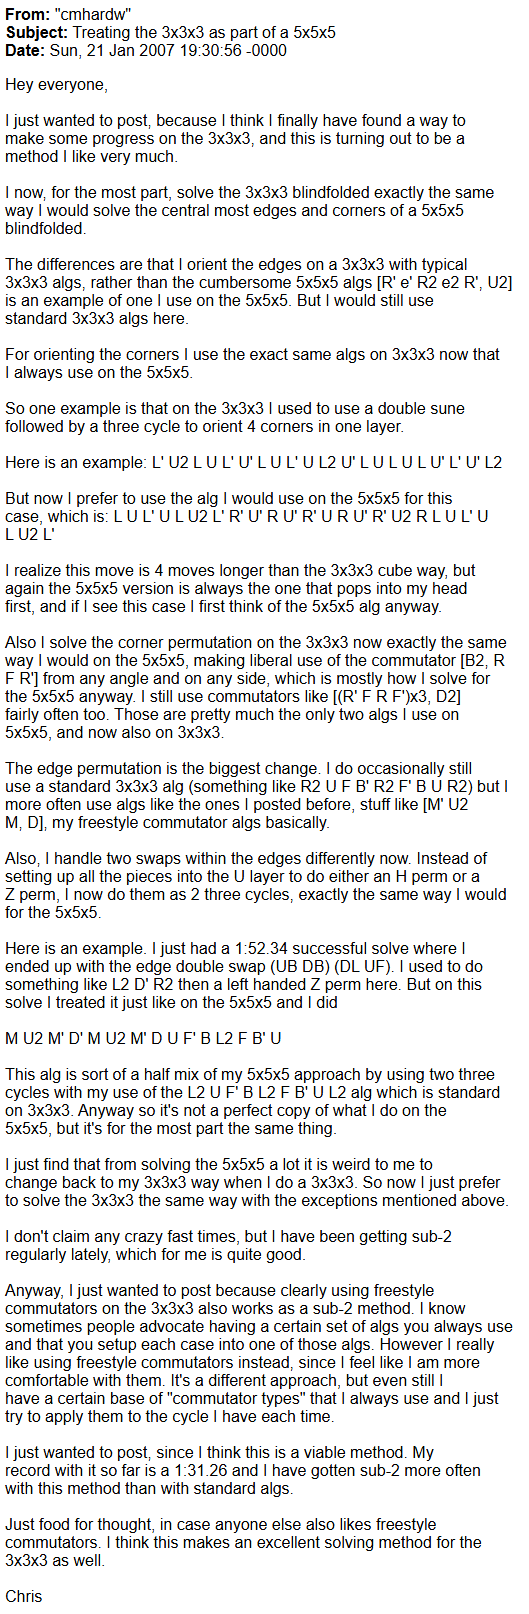 From: "cmhardw"
Subject: Treating the 3x3x3 as part of a 5x5x5
Date: Sun, 21 Jan 2007 19:30:56 -0000
Hey everyone,
I just wanted to post, because I think I finally have found a way to
make some progress on the 3x3x3, and this is turning out to be a
method I like very much.
I now, for the most part, solve the 3x3x3 blindfolded exactly the same
way I would solve the central most edges and corners of a 5x5x5
blindfolded.
The differences are that I orient the edges on a 3x3x3 with typical
3x3x3 algs, rather than the cumbersome 5x5x5 algs [R' e' R2 e2 R', U2]
is an example of one I use on the 5x5x5. But I would still use
standard 3x3x3 algs here.
For orienting the corners I use the exact same algs on 3x3x3 now that
I always use on the 5x5x5.
So one example is that on the 3x3x3 I used to use a double sune
followed by a three cycle to orient 4 corners in one layer.
Here is an example: L' U2 L U L' U' L U L' U L2 U' L U L U L U' L' U' L2
But now I prefer to use the alg I would use on the 5x5x5 for this
case, which is: L U L' U L U2 L' R' U' R U' R' U R U' R' U2 R L U L' U
L U2 L'
I realize this move is 4 moves longer than the 3x3x3 cube way, but
again the 5x5x5 version is always the one that pops into my head
first, and if I see this case I first think of the 5x5x5 alg anyway.
Also I solve the corner permutation on the 3x3x3 now exactly the same
way I would on the 5x5x5, making liberal use of the commutator [B2, R
F R'] from any angle and on any side, which is mostly how I solve for
the 5x5x5 anyway. I still use commutators like [(R' F R F')x3, D2]
fairly often too. Those are pretty much the only two algs I use on
5x5x5, and now also on 3x3x3.
The edge permutation is the biggest change. I do occasionally still
use a standard 3x3x3 alg (something like R2 U F B' R2 F' B U R2) but I
more often use algs like the ones I posted before, stuff like [M' U2
M, D], my freestyle commutator algs basically.
Also, I handle two swaps within the edges differently now. Instead of
setting up all the pieces into the U layer to do either an H perm or a
Z perm, I now do them as 2 three cycles, exactly the same way I would
for the 5x5x5.
Here is an example. I just had a 1:52.34 successful solve where I
ended up with the edge double swap (UB DB) (DL UF). I used to do
something like L2 D' R2 then a left handed Z perm here. But on this
solve I treated it just like on the 5x5x5 and I did
M U2 M' D' M U2 M' D U F' B L2 F B' U
This alg is sort of a half mix of my 5x5x5 approach by using two three
cycles with my use of the L2 U F' B L2 F B' U L2 alg which is standard
on 3x3x3. Anyway so it's not a perfect copy of what I do on the
5x5x5, but it's for the most part the same thing.
I just find that from solving the 5x5x5 a lot it is weird to me to
change back to my 3x3x3 way when I do a 3x3x3. So now I just prefer
to solve the 3x3x3 the same way with the exceptions mentioned above.
I don't claim any crazy fast times, but I have been getting sub-2
regularly lately, which for me is quite good.
Anyway, I just wanted to post because clearly using freestyle
commutators on the 3x3x3 also works as a sub-2 method. I know
sometimes people advocate having a certain set of algs you always use
and that you setup each case into one of those algs. However I really
like using freestyle commutators instead, since I feel like I am more
comfortable with them. It's a different approach, but even still I
have a certain base of "commutator types" that I always use and I just
try to apply them to the cycle I have each time.
I just wanted to post, since I think this is a viable method. My
record with it so far is a 1:31.26 and I have gotten sub-2 more often
with this method than with standard algs.
Just food for thought, in case anyone else also likes freestyle
commutators. I think this makes an excellent solving method for the
3x3x3 as well.
Chris